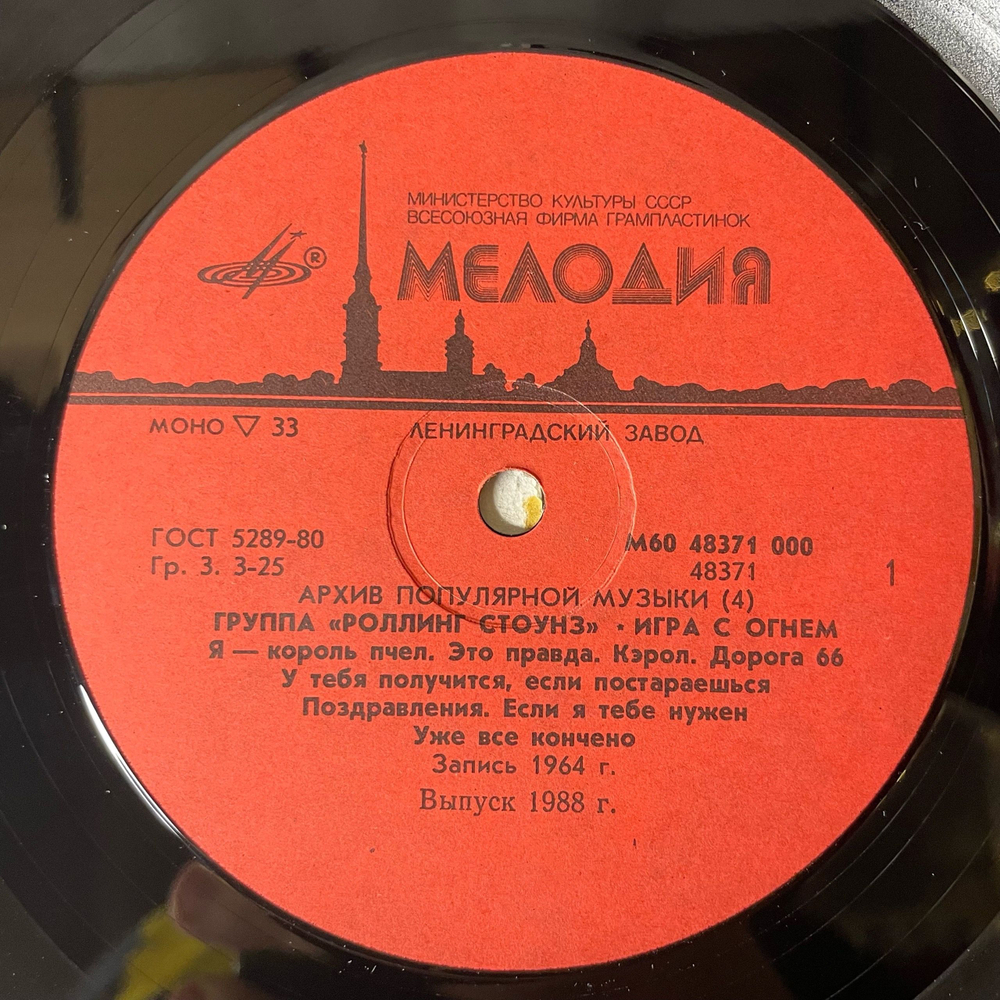 МИНИСТЕРСТВО КУЛЬТУРЫ СССР
ВСЕСОЮЗНАЯ ФИРМА ГРАМПЛАСТИНОК
®
МЕЛОДИЯ
МОНО ▽ 33
ЛЕНИНГРАДСКИЙ ЗАВОД
ГОСТ 5289-80
Гр. 3. 3-25
М60 48371 000
48371
1
АРХИВ ПОПУЛЯРНОЙ МУЗЫКИ (4)
ГРУППА «РОЛЛИНГ СТОУНЗ» • ИГРА С ОГНЕМ
Я — король пчел. Это правда. Кэрол. Дорога 66
У тебя получится, если постараешься
Поздравления. Если я тебе нужен
Уже все кончено
Запись 1964 г.
Выпуск 1988 г.